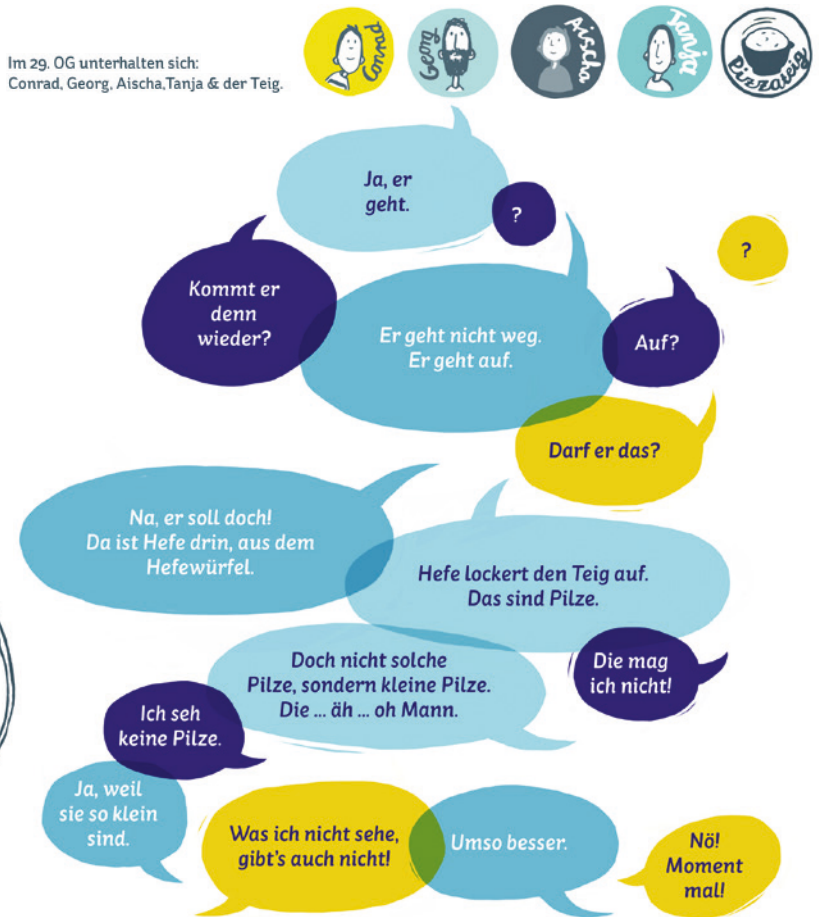 Im 29. OG unterhalten sich:
Conrad, Georg, Aischa,Tanja & der Teig.
Conrad
Georg
Aischa
Tanja
Pizzateig
Ja, er
geht.
?
?
Kommt er
denn
wieder?
Er geht nicht weg.
Er geht auf.
Auf?
Darf er das?
Na, er soll doch!
Da ist Hefe drin, aus dem
Hefewürfel.
Hefe lockert den Teig auf.
Das sind Pilze.
Die mag
ich nicht!
Doch nicht solche
Pilze, sondern kleine Pilze.
Die ... äh ... oh Mann.
Ich seh
keine Pilze.
Ja, weil
sie so klein
sind.
Was ich nicht sehe,
gibt's auch nicht!
Umso besser.
Nö!
Moment
mal!